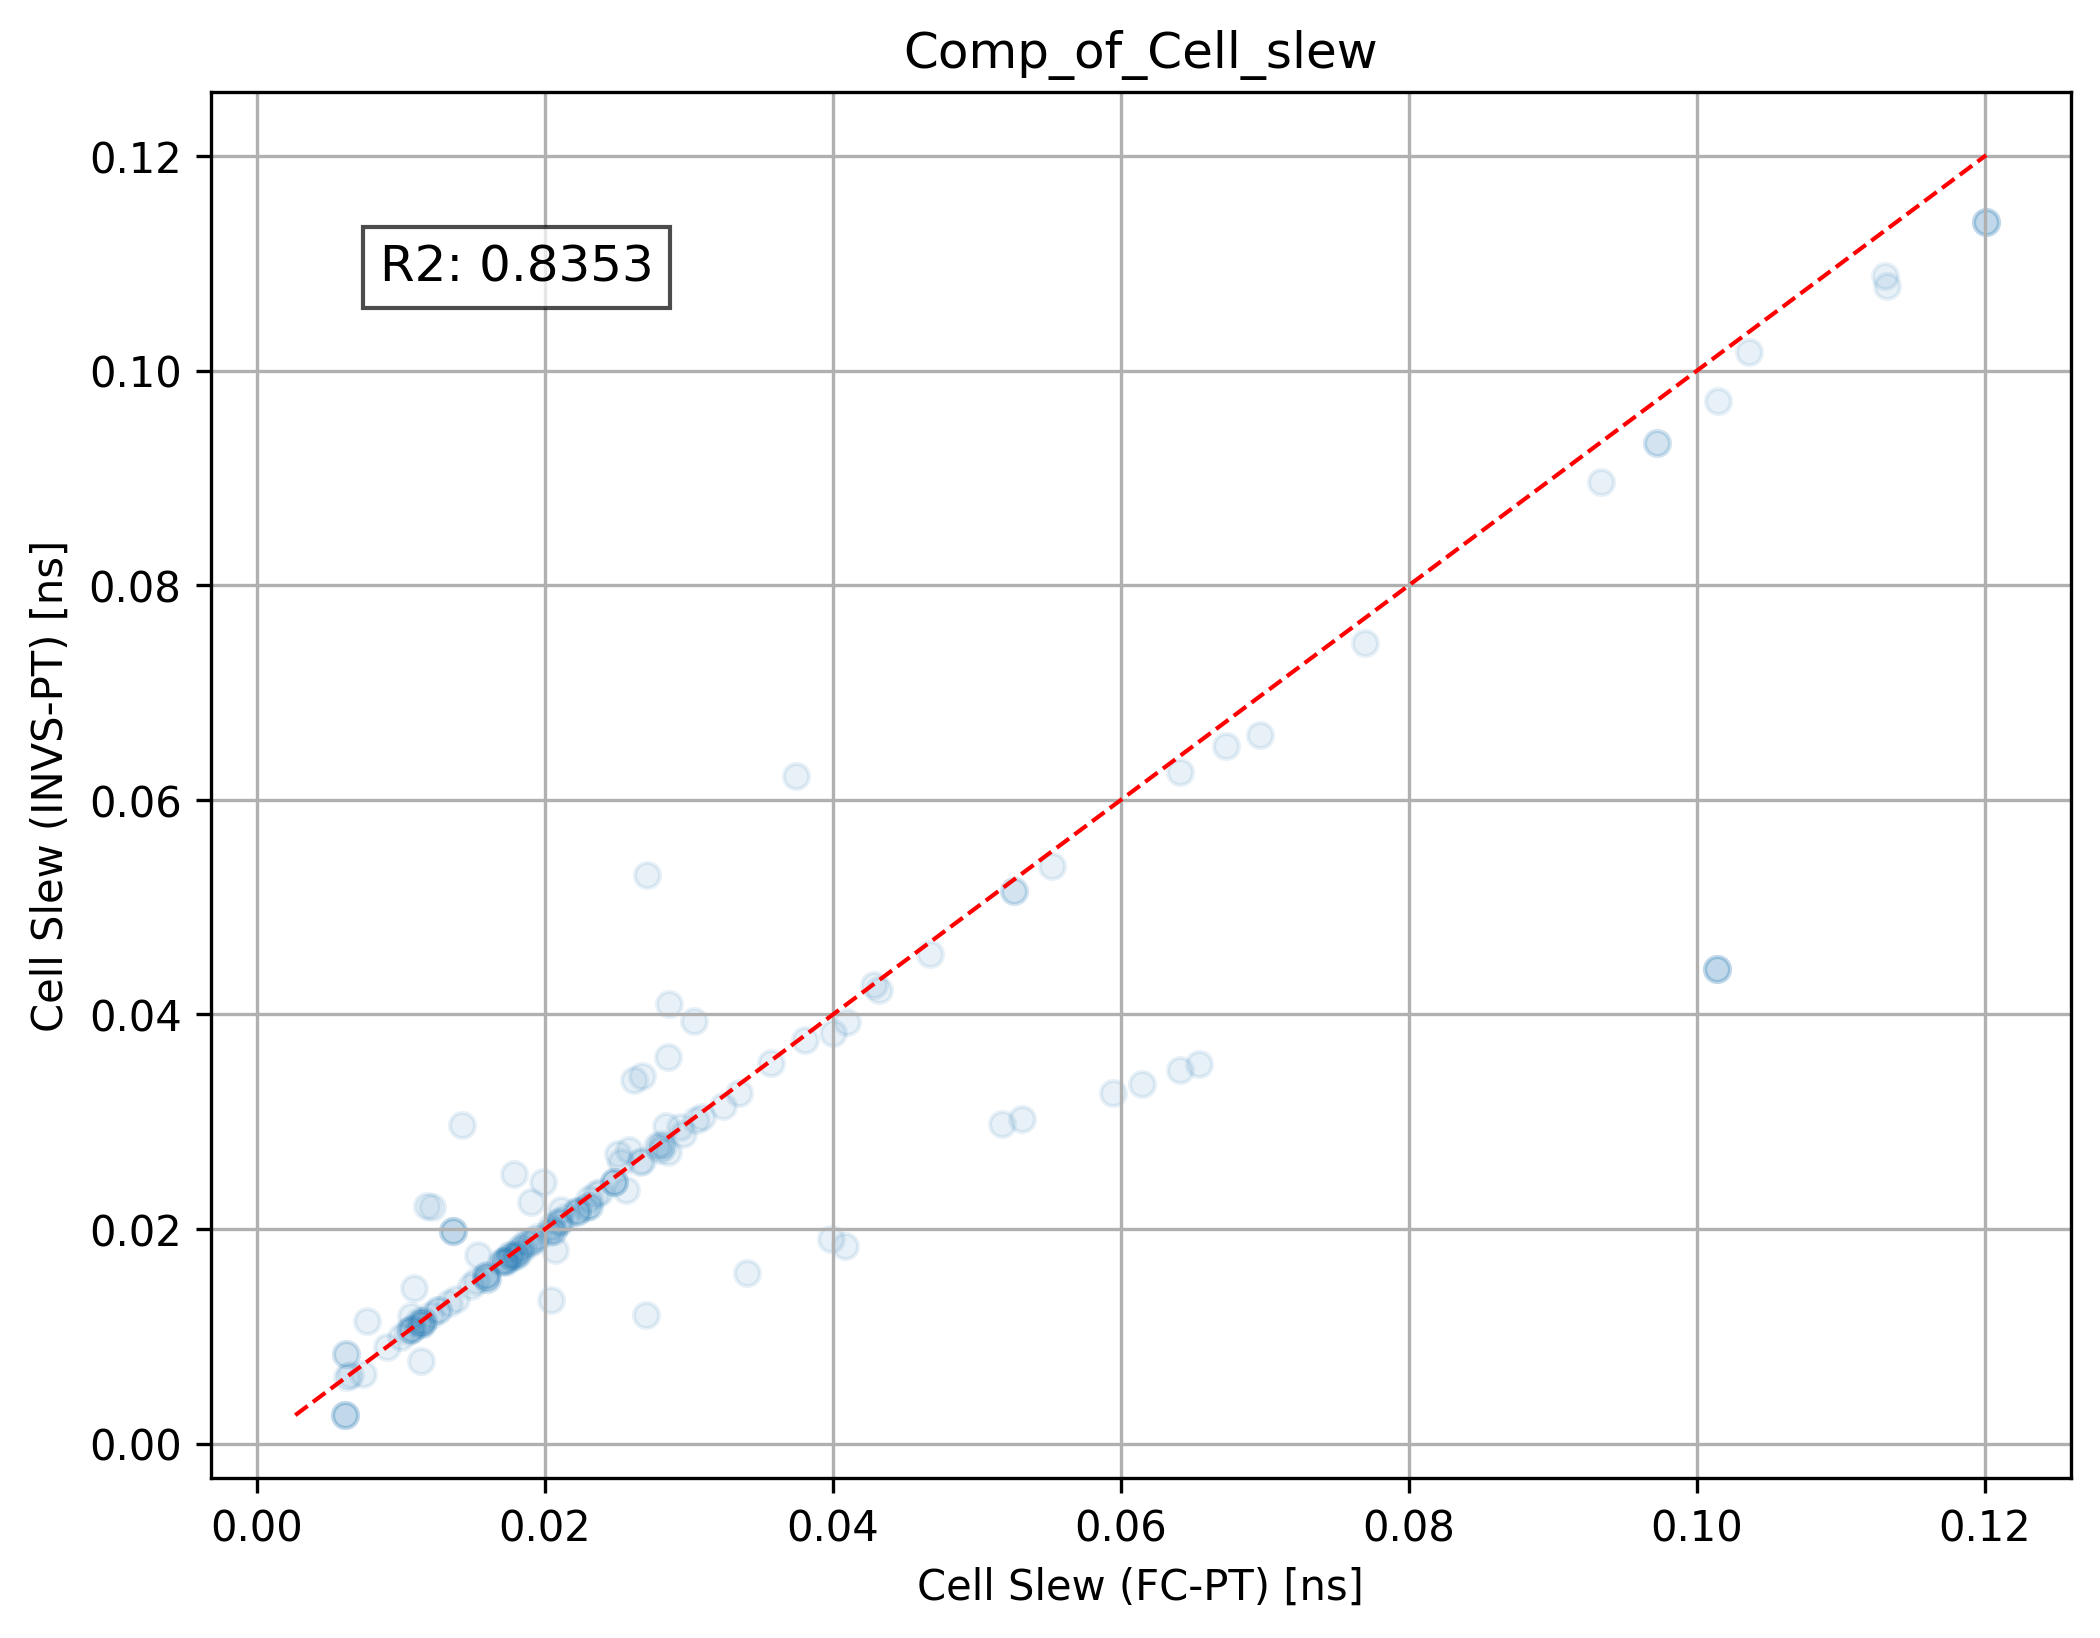 Comp_of_Cell_slew
R2: 0.8353
Cell Slew (INVS-PT) [ns]
0.12
0.10
0.08
0.06
0.04
0.02
0.00
0.00 0.02 0.04 0.06 0.08 0.10 0.12
Cell Slew (FC-PT) [ns]